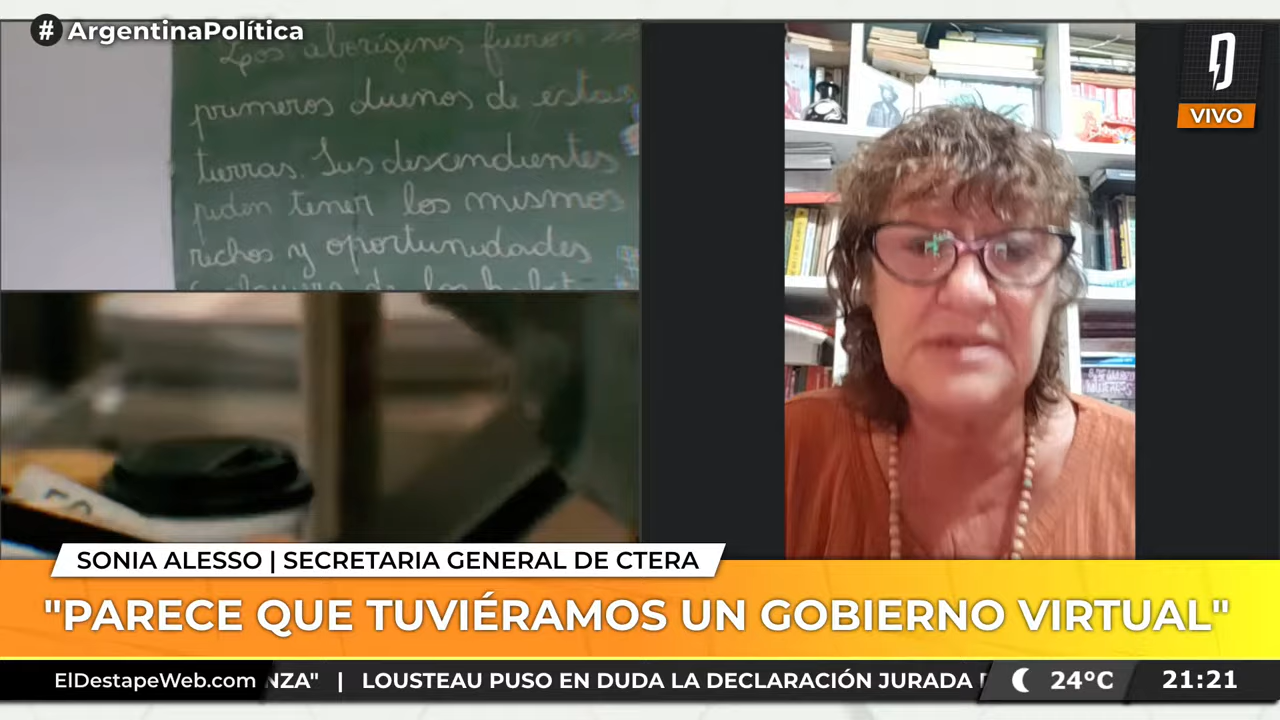 # ArgentinaPolítica
Los aborígenes fueron
primeros dueños de estas
tierras. Sus descendientes
piden tener los mismos
rechos y oportunidades
VIVO
SONIA ALESSO | SECRETARIA GENERAL DE CTERA
"PARECE QUE TUVIÉRAMOS UN GOBIERNO VIRTUAL"
ElDestapeWeb.com NZA" | LOUSTEAU PUSO EN DUDA LA DECLARACIÓN JURADA 24°C 21:21